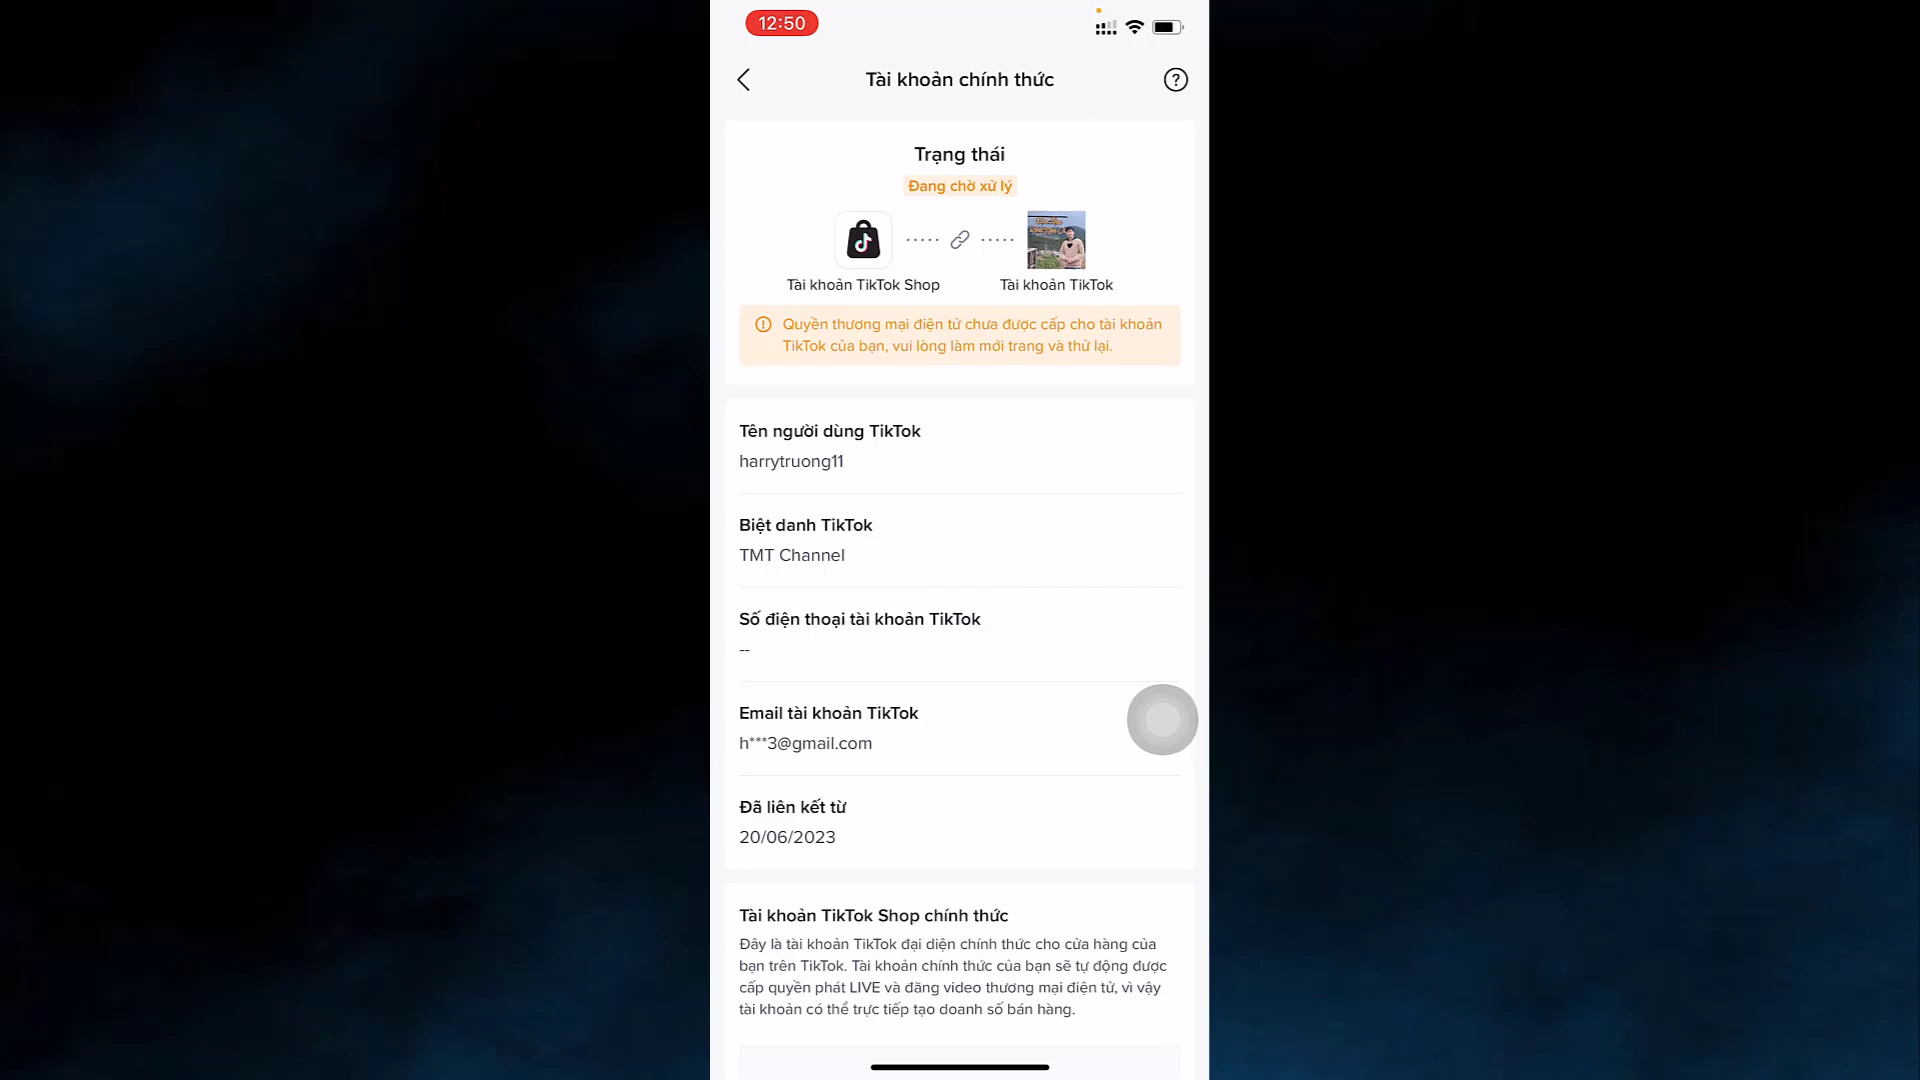 12:50
Tài khoản chính thức
Trạng thái
Đang chờ xử lý
Tài khoản TikTok Shop
Tài khoản TikTok
Quyền thương mại điện tử chưa được cấp cho tài khoản
TikTok của bạn, vui lòng làm mới trang và thử lại.
Tên người dùng TikTok
harrytruong11
Biệt danh TikTok
TMT Channel
Số điện thoại tài khoản TikTok
--
Email tài khoản TikTok
h***3@gmail.com
Đã liên kết từ
20/06/2023
Tài khoản TikTok Shop chính thức
Đây là tài khoản TikTok đại diện chính thức cho cửa hàng của
bạn trên TikTok. Tài khoản chính thức của bạn sẽ tự động được
cấp quyền phát LIVE và đăng video thương mại điện tử, vì vậy
tài khoản có thể trực tiếp tạo doanh số bán hàng.